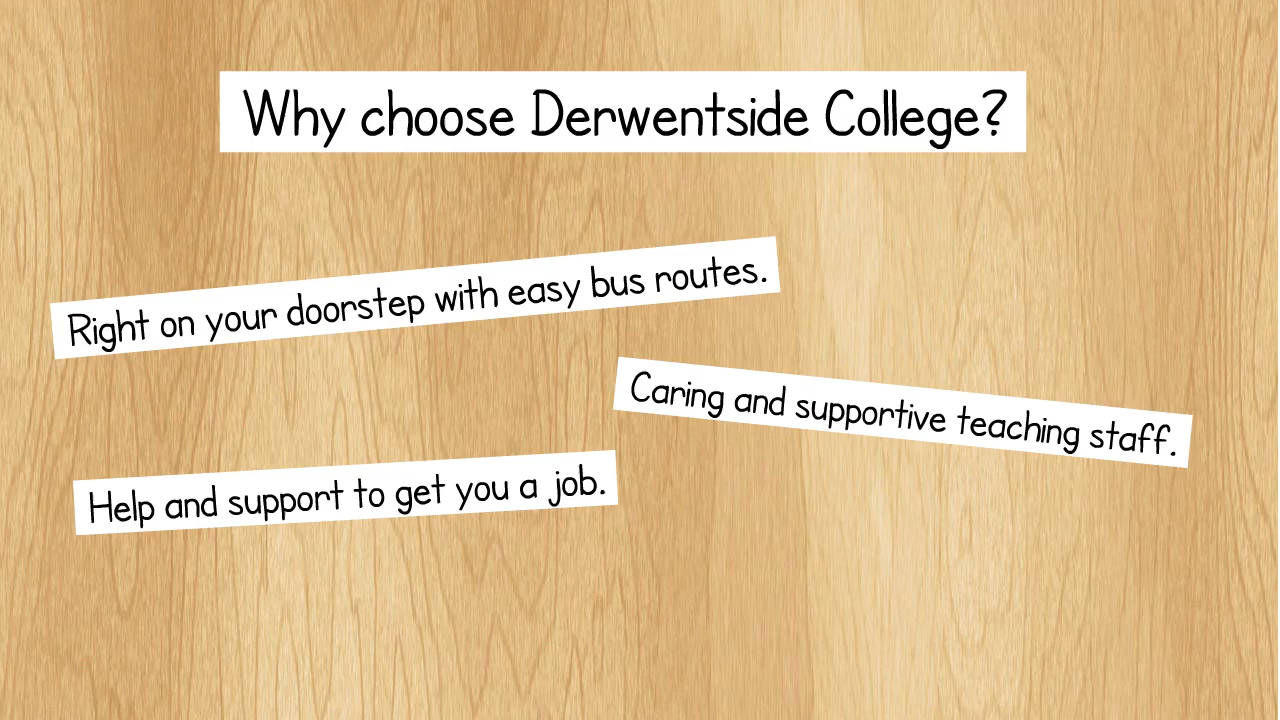 Why choose Derwentside College?
Right on your doorstep with easy bus routes.
Caring and supportive teaching staff.
Help and support to get you a job.